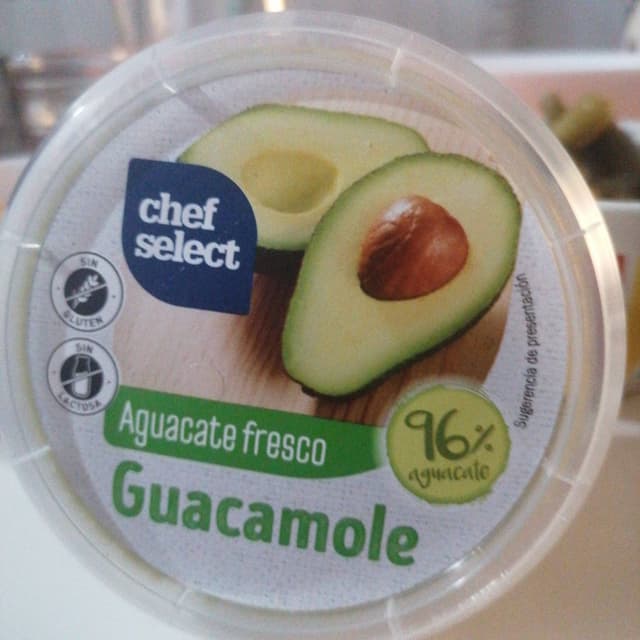 chef
select
SIN
GLUTEN
SIN
LACTOSA
Aguacate fresco
96%
aguacate
Guacamole
Sugerencia de presentación